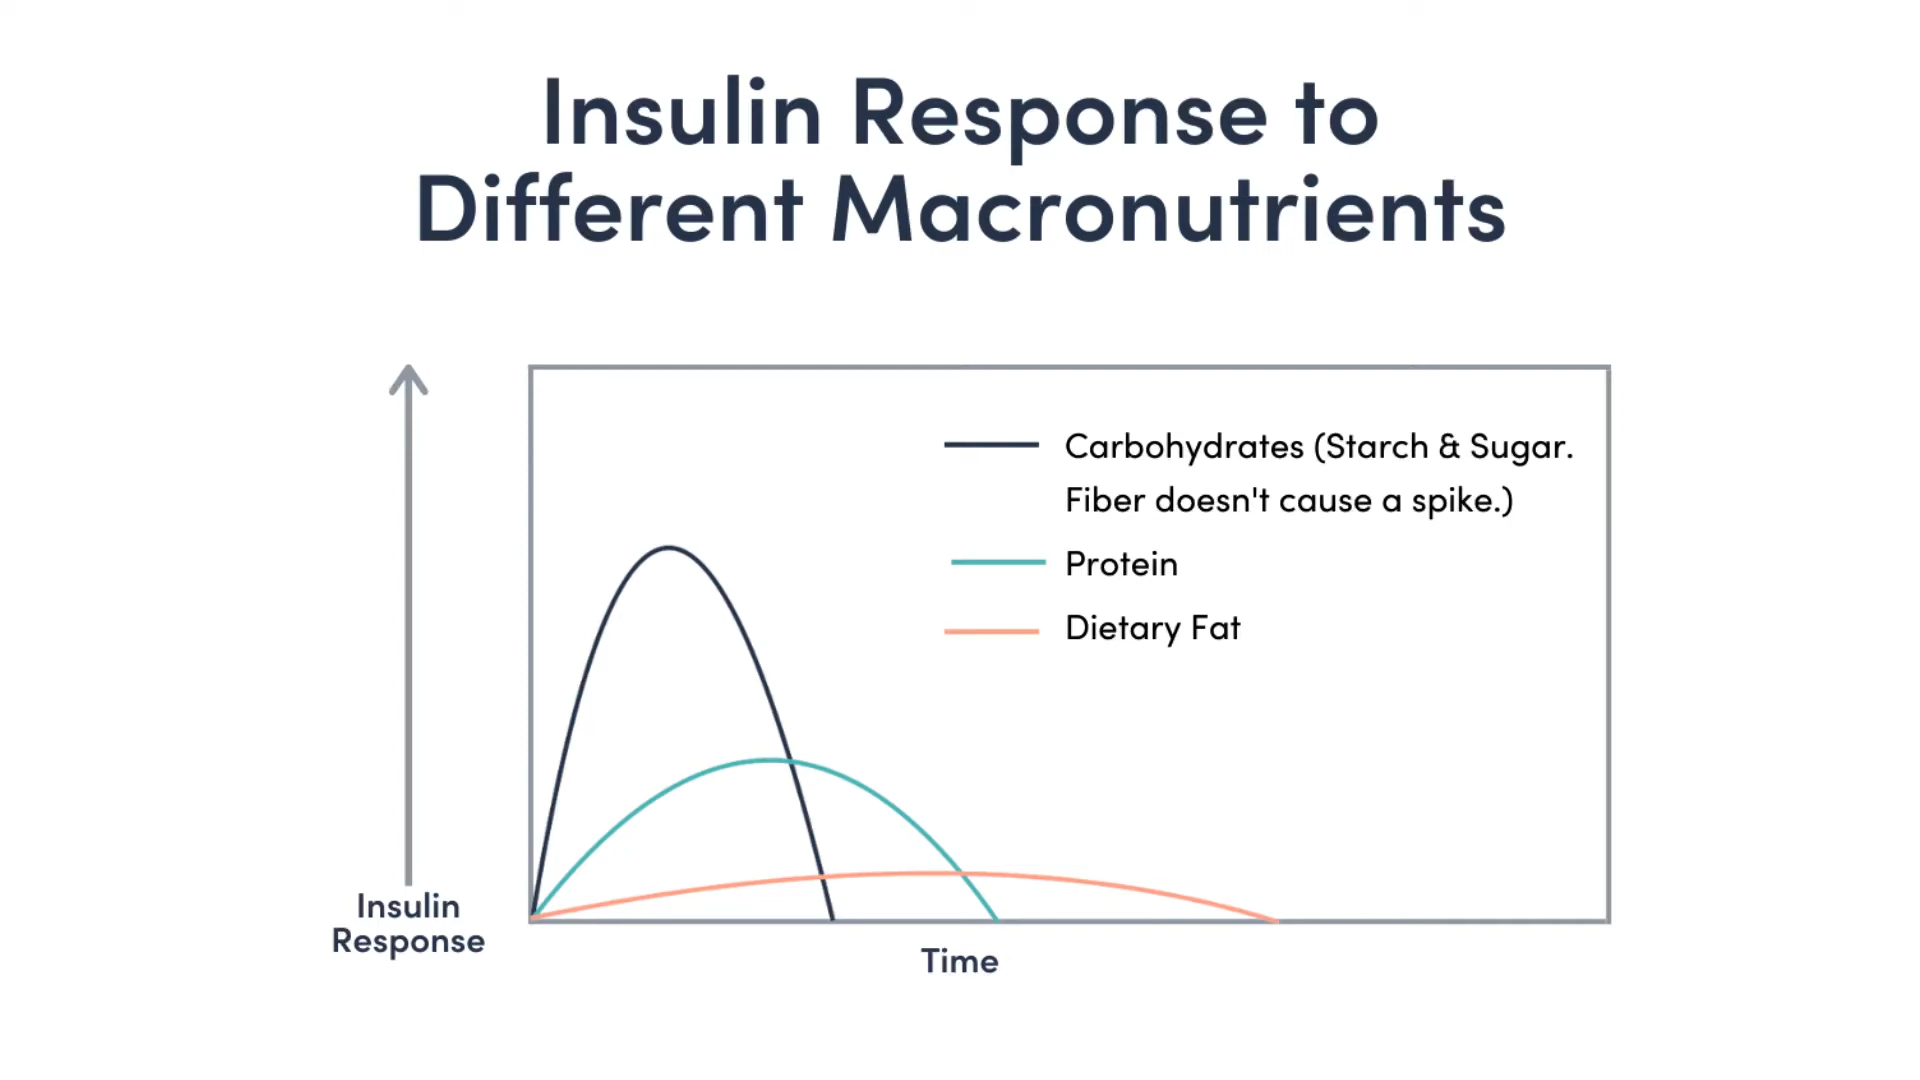 Insulin Response to
Different Macronutrients
Carbohydrates (Starch & Sugar.
Fiber doesn't cause a spike.)
Protein
Dietary Fat
Insulin
Response
Time